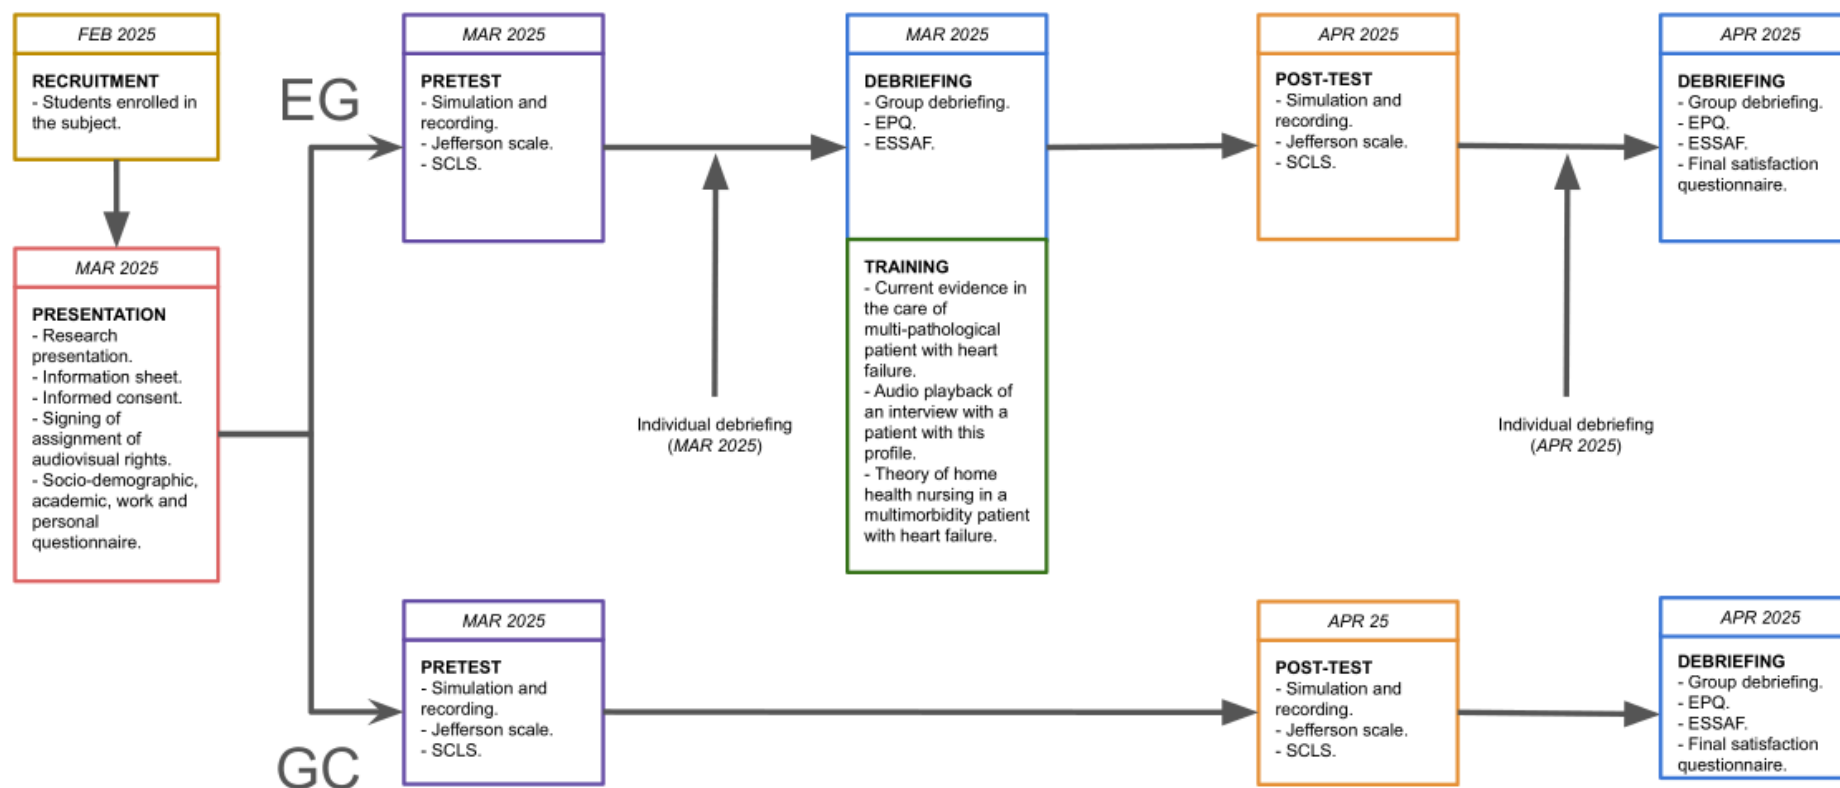 FEB 2025
RECRUITMENT
- Students enrolled in
the subject.
MAR 2025
PRESENTATION
- Research
presentation.
- Information sheet.
- Informed consent.
- Signing of
assignment of
audiovisual rights.
- Socio-demographic,
academic, work and
personal
questionnaire.
EG
MAR 2025
PRETEST
- Simulation and
recording.
- Jefferson scale.
- SCLS.
Individual debriefing
(MAR 2025)
MAR 2025
DEBRIEFING
- Group debriefing.
- EPQ.
- ESSAF.
TRAINING
- Current evidence in
the care of
multi-pathological
patient with heart
failure.
- Audio playback of
an interview with a
patient with this
profile.
- Theory of home
health nursing in a
multimorbidity patient
with heart failure.
APR 2025
POST-TEST
- Simulation and
recording.
- Jefferson scale.
- SCLS.
Individual debriefing
(APR 2025)
APR 2025
DEBRIEFING
- Group debriefing.
- EPQ.
- ESSAF.
- Final satisfaction
questionnaire.
GC
MAR 2025
PRETEST
- Simulation and
recording.
- Jefferson scale.
- SCLS.
APR 25
POST-TEST
- Simulation and
recording.
- Jefferson scale.
- SCLS.
APR 2025
DEBRIEFING
- Group debriefing.
- EPQ.
- ESSAF.
- Final satisfaction
questionnaire.